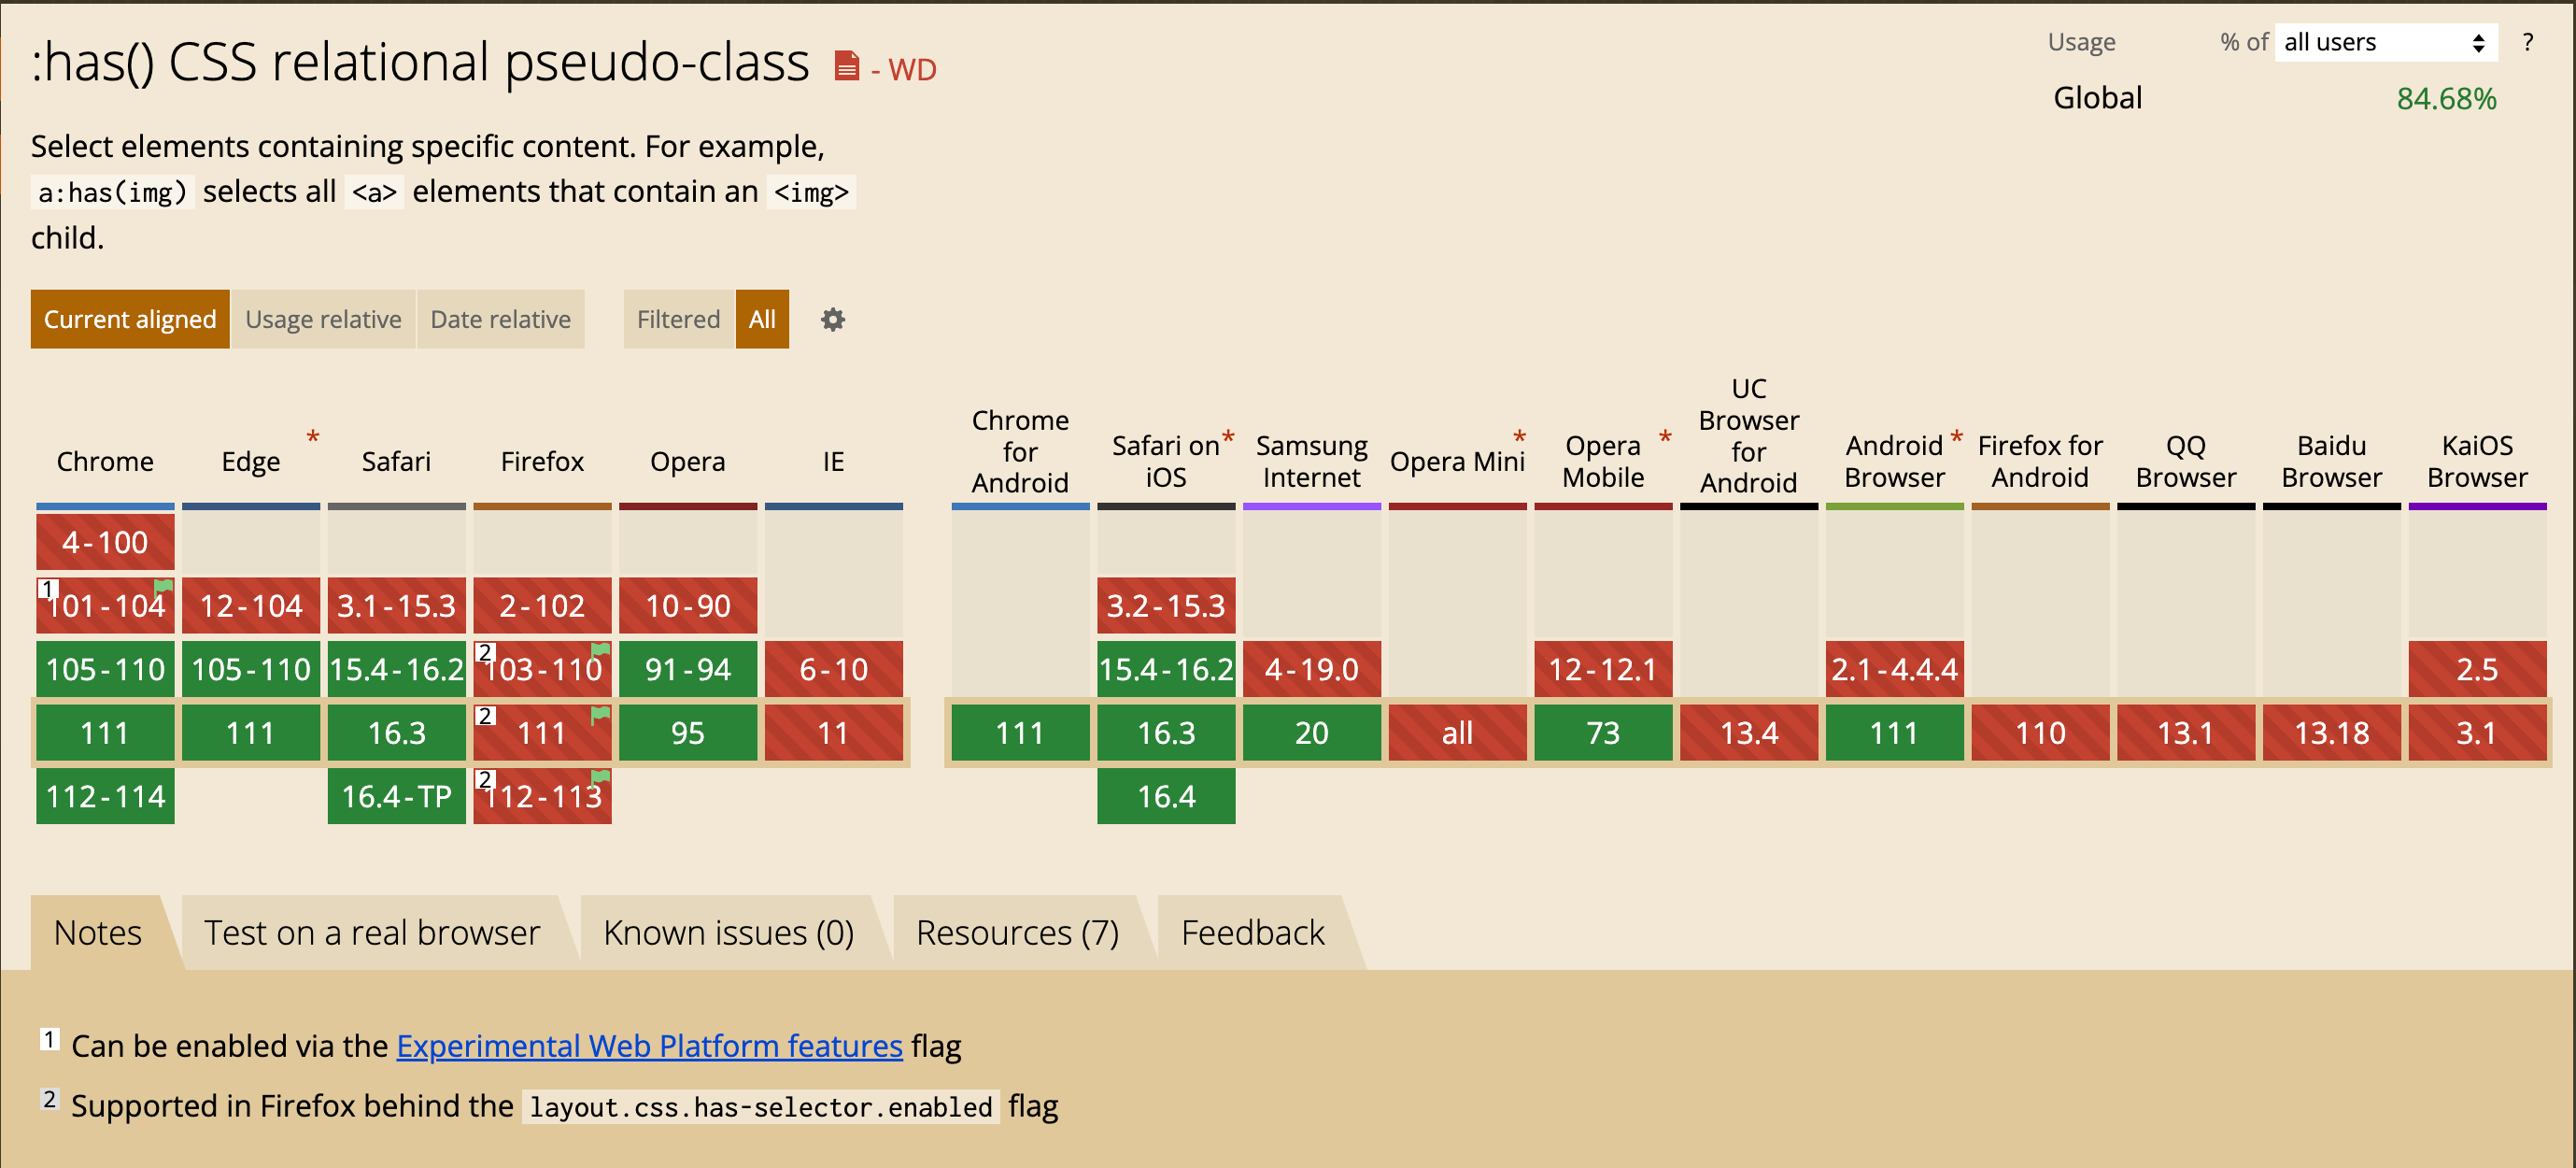 :has() CSS relational pseudo-class - WD
Usage % of all users ?
Global 84.68%
Select elements containing specific content. For example,
a:has(img) selects all <a> elements that contain an <img>
child.
Current aligned Usage relative Date relative Filtered All
Chrome Edge * Safari Firefox Opera IE
Chrome for Android Safari on iOS * Samsung Internet Opera Mini * Opera Mobile * UC Browser for Android Android Browser * Firefox for Android QQ Browser Baidu Browser KaiOS Browser
4-100
1 101-104 12-104 3.1-15.3 2-102 10-90 3.2-15.3
105-110 105-110 15.4-16.2 2 103-110 91-94 6-10 15.4-16.2 4-19.0 12-12.1 2.1-4.4.4 2.5
111 111 16.3 2 111 95 11 111 16.3 20 all 73 13.4 111 110 13.1 13.18 3.1
112-114 16.4-TP 2 112-113 16.4
Notes Test on a real browser Known issues (0) Resources (7) Feedback
1 Can be enabled via the Experimental Web Platform features flag
2 Supported in Firefox behind the layout.css.has-selector.enabled flag